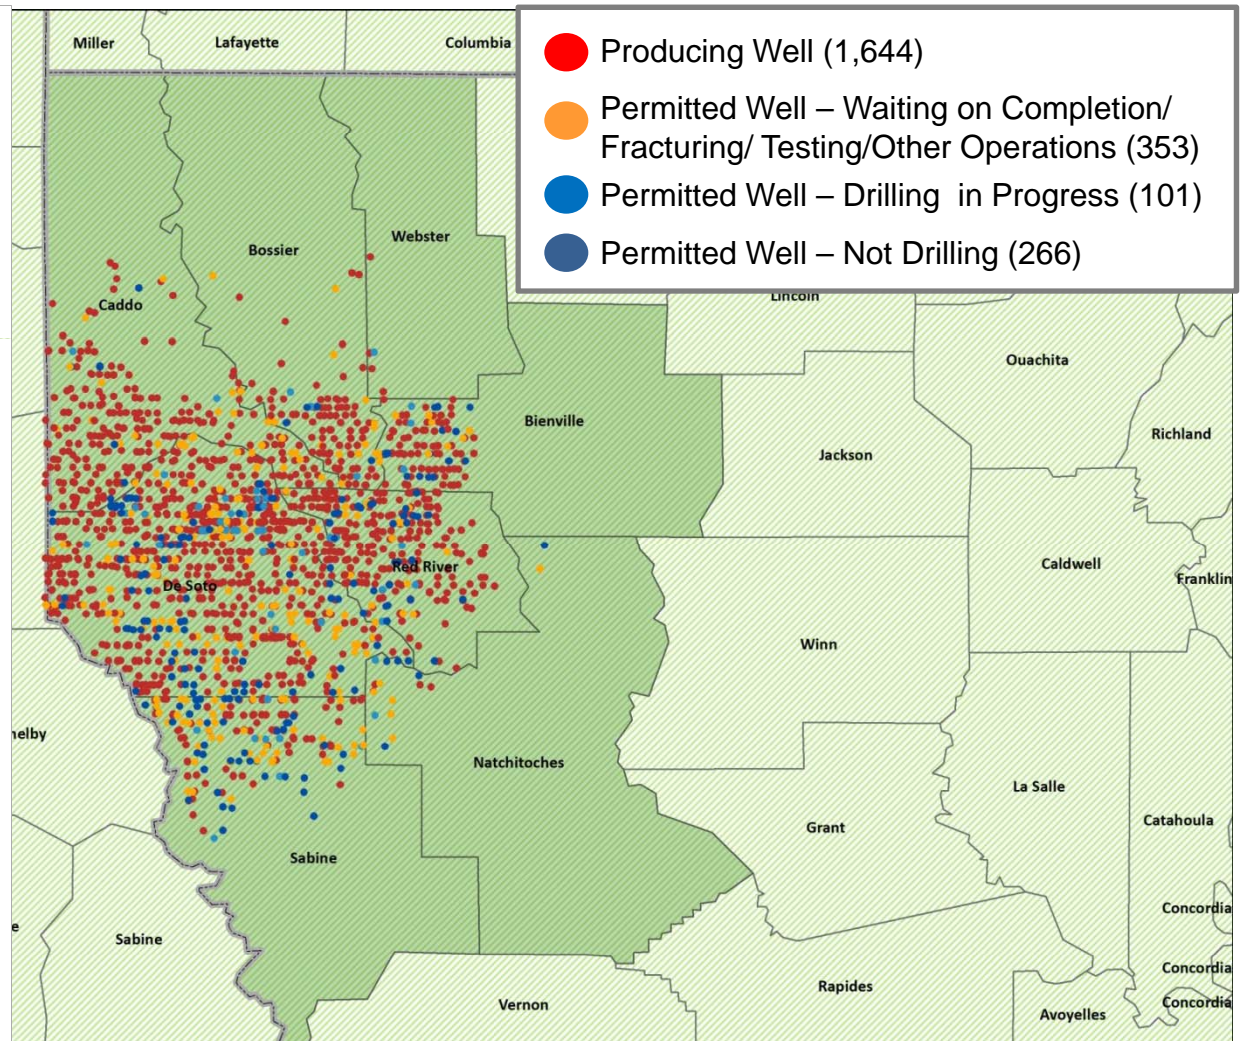 Miller
Lafayette
Columbia
Producing Well (1,644)
Permitted Well – Waiting on Completion/
Fracturing/ Testing/Other Operations (353)
Permitted Well – Drilling  in Progress (101)
Permitted Well – Not Drilling (266)
Webster
Bossier
Caddo
Lincoln
Ouachita
Bienville
Richland
Jackson
Red River
De Soto
Caldwell
Franklin
Winn
elby
Natchitoches
La Salle
Catahoula
Grant
Sabine
Concordia
e
Sabine
Concordia
Rapides
Concordia
Vernon
Avoyelles